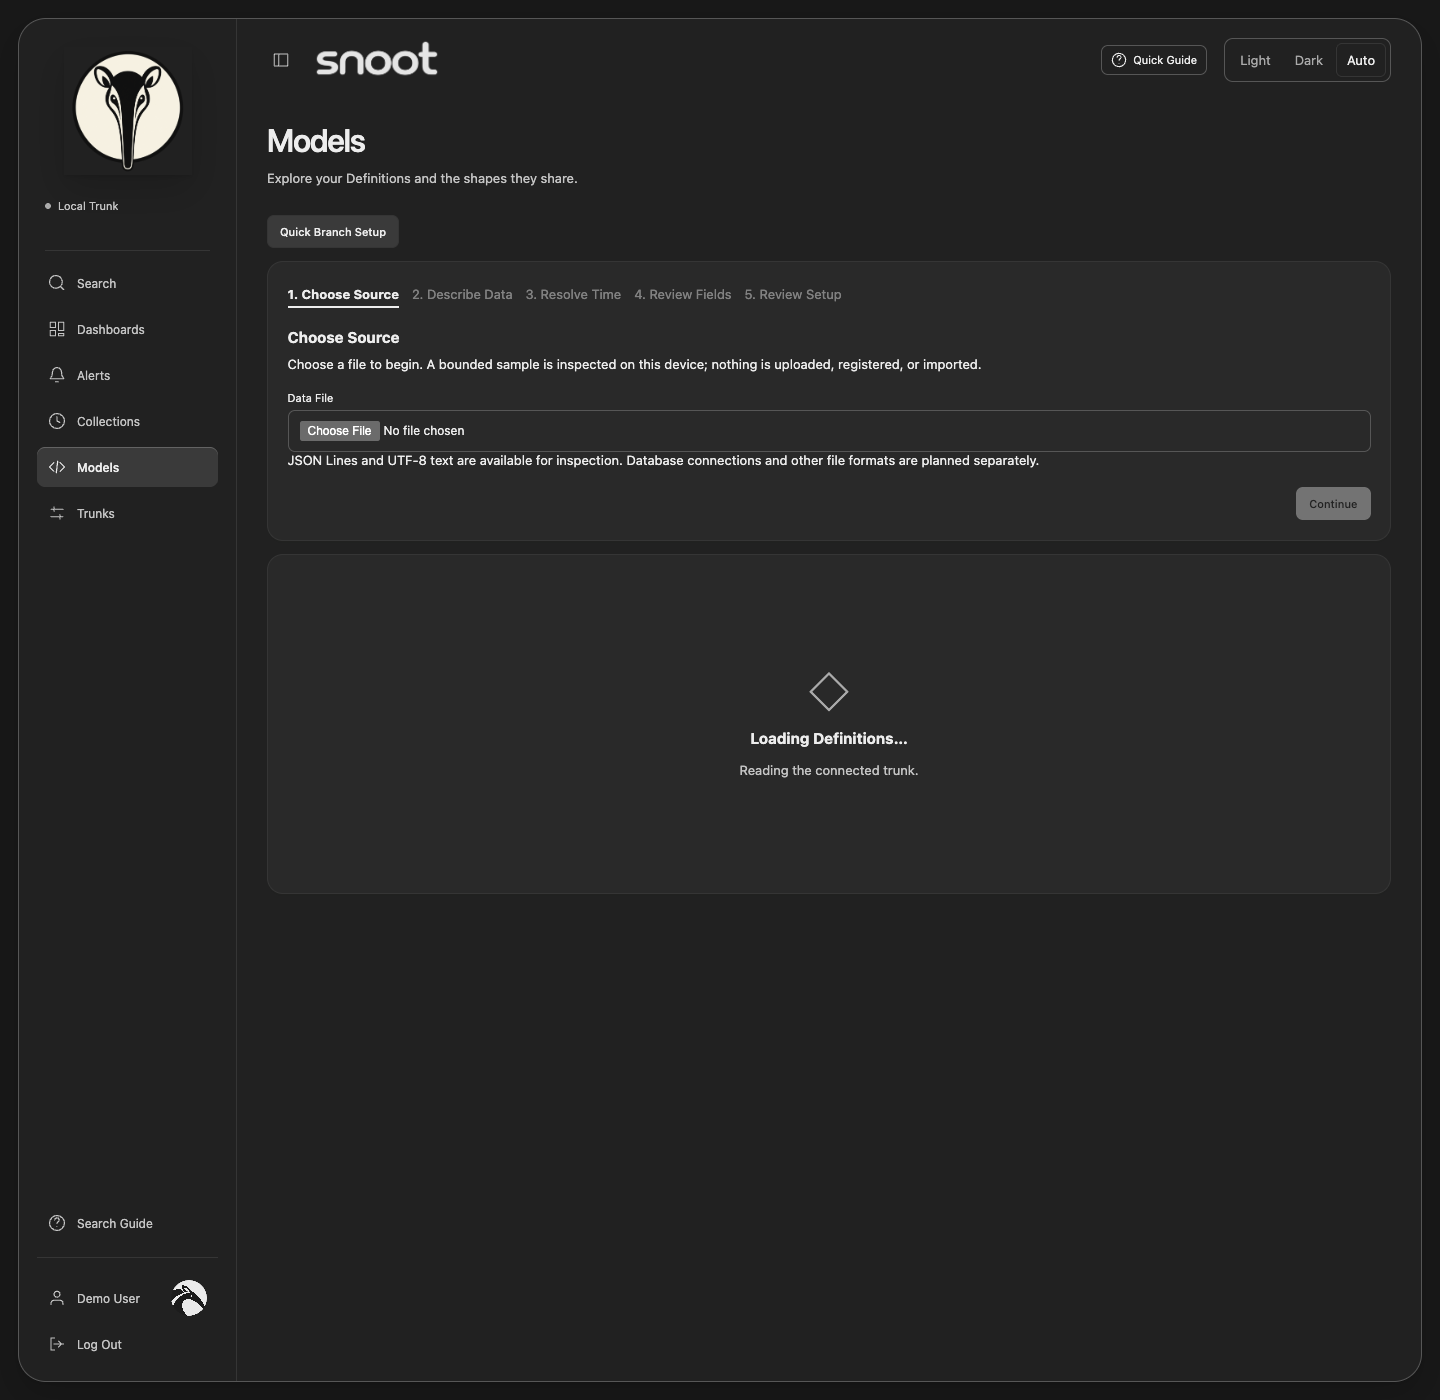 snoot
Quick Guide
Light Dark Auto
Local Trunk
Search
Dashboards
Alerts
Collections
Models
Trunks
Search Guide
Demo User
Log Out
Models
Explore your Definitions and the shapes they share.
Quick Branch Setup
1. Choose Source 2. Describe Data 3. Resolve Time 4. Review Fields 5. Review Setup
Choose Source
Choose a file to begin. A bounded sample is inspected on this device; nothing is uploaded, registered, or imported.
Data File
Choose File No file chosen
JSON Lines and UTF-8 text are available for inspection. Database connections and other file formats are planned separately.
Continue
Loading Definitions...
Reading the connected trunk.